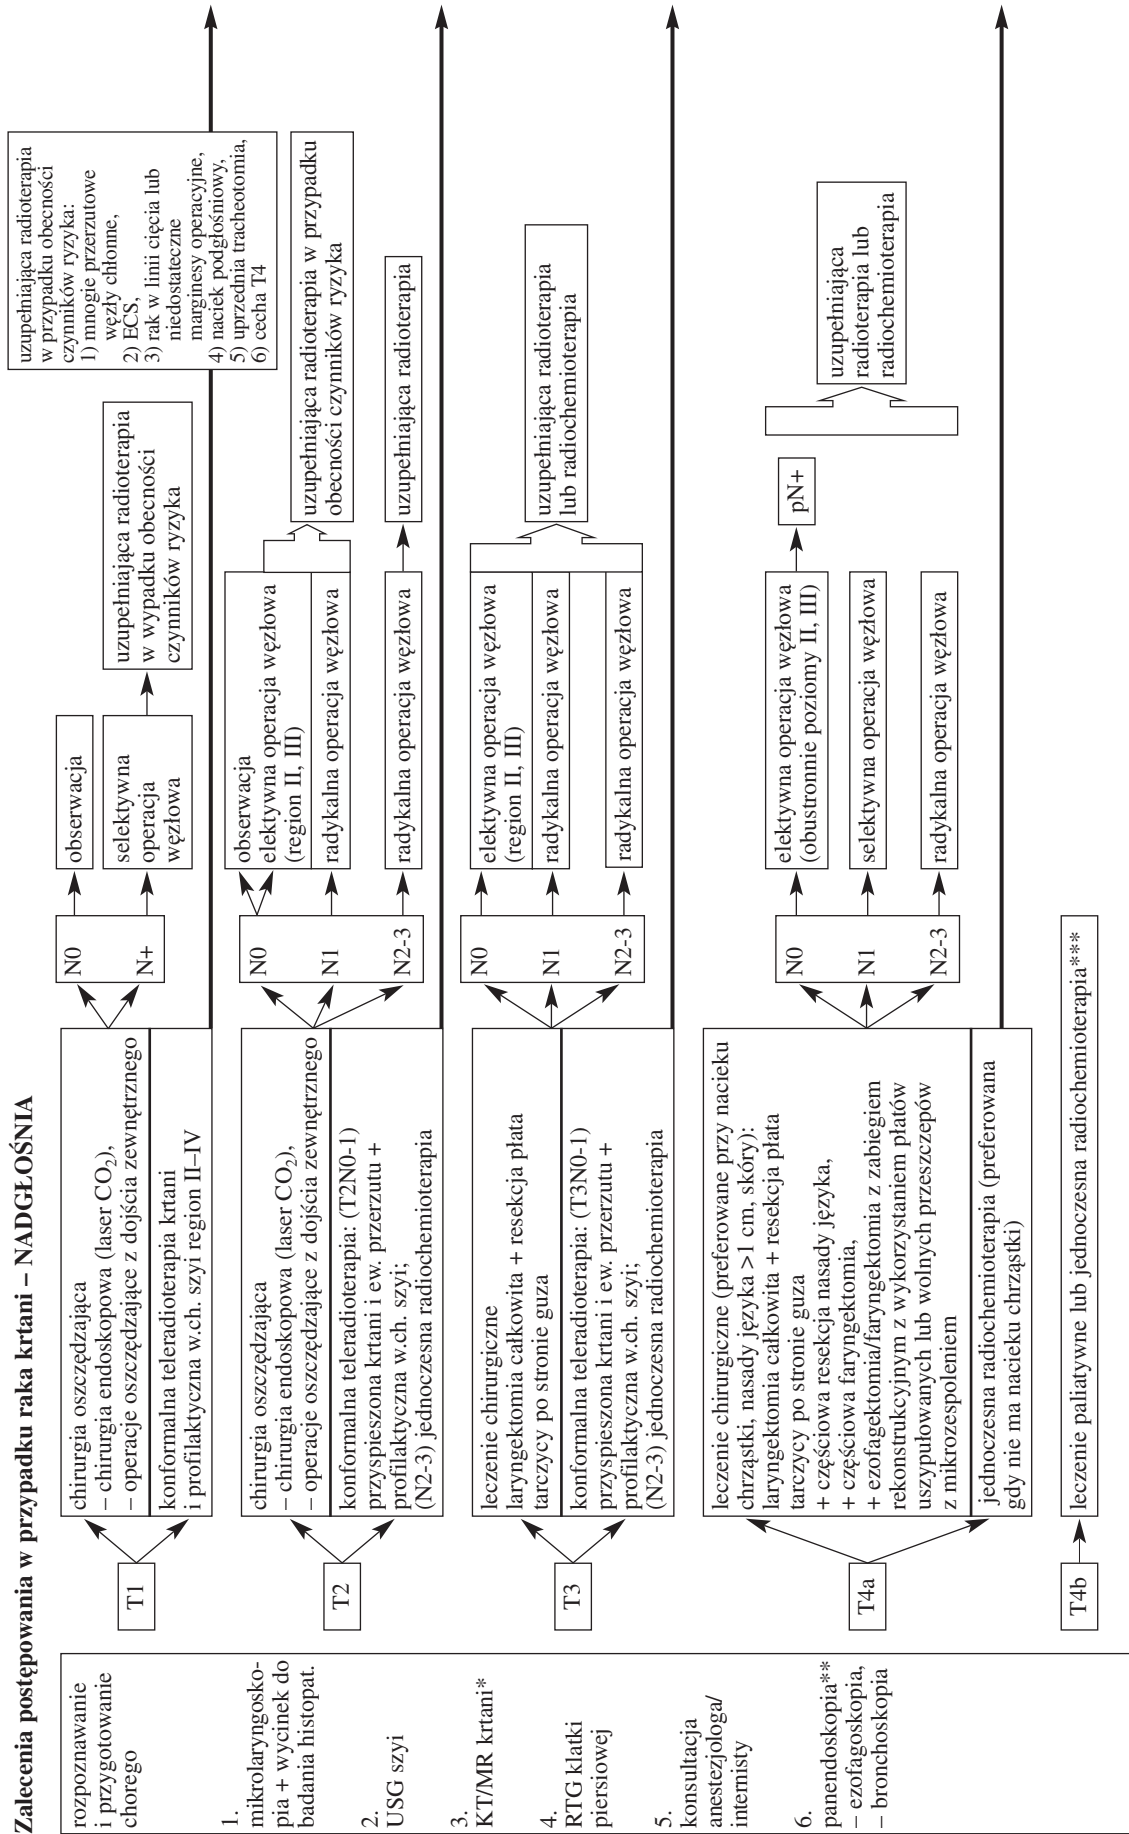 Zalecenia postępowania w przypadku raka krtani – NADGŁOŚNIA
rozpoznawanie
i przygotowanie
chorego
1.
mikrolaryngosko-
pia + wycinek do
badania histopat.
2.
USG szyi
3.
KT/MR krtani*
4.
RTG klatki
piersiowej
5.
konsultacja
anestezjologa/
internisty
6.
panendoskopia**
– ezofagoskopia,
– bronchoskopia
T1
chirurgia oszczędzająca
– chirurgia endoskopowa (laser CO2),
– operacje oszczędzające z dojścia zewnętrznego
konformalna teleradioterapia krtani
i profilaktyczna w.ch. szyi region II–IV
N0
N+
obserwacja
selektywna
operacja
węzłowa
uzupełniająca radioterapia
w wypadku obecności
czynników ryzyka
uzupełniająca radioterapia
w przypadku obecności
czynników ryzyka:
1) mnogie przerzutowe
węzły chłonne,
2) ECS,
3) rak w linii cięcia lub
niedostateczne
marginesy operacyjne,
4) naciek podgłośniowy,
5) uprzednia tracheotomia,
6) cecha T4
T2
chirurgia oszczędzająca
– chirurgia endoskopowa (laser CO2),
– operacje oszczędzające z dojścia zewnętrznego
konformalna teleradioterapia: (T2N0-1)
przyspieszona krtani i ew. przerzutu +
profilaktyczna w.ch. szyi;
(N2-3) jednoczesna radiochemioterapia
N0
N1
N2-3
obserwacja
elektywna operacja węzłowa
(region II, III)
radykalna operacja węzłowa
radykalna operacja węzłowa
uzupełniająca radioterapia w przypadku
obecności czynników ryzyka
uzupełniająca radioterapia
T3
leczenie chirurgiczne
laryngektomia całkowita + resekcja płata
tarczycy po stronie guza
konformalna teleradioterapia: (T3N0-1)
przyspieszona krtani i ew. przerzutu +
profilaktyczna w.ch. szyi;
(N2-3) jednoczesna radiochemioterapia
N0
N1
N2-3
elektywna operacja węzłowa
(region II, III)
radykalna operacja węzłowa
radykalna operacja węzłowa
uzupełniająca radioterapia
lub radiochemioterapia
T4a
leczenie chirurgiczne (preferowane przy nacieku
chrząstki, nasady języka >1 cm, skóry):
laryngektomia całkowita + resekcja płata
tarczycy po stronie guza
+ częściowa resekcja nasady języka,
+ częściowa faryngektomia,
+ ezofagektomia/faryngektomia z zabiegiem
rekonstrukcyjnym z wykorzystaniem płatów
uszypułowanych lub wolnych przeszczepów
z mikrozespoleniem
jednoczesna radiochemioterapia (preferowana
gdy nie ma nacieku chrząstki)
N0
N1
N2-3
elektywna operacja węzłowa
(obustronnie poziomy II, III)
selektywna operacja węzłowa
radykalna operacja węzłowa
pN+
uzupełniająca
radioterapia lub
radiochemioterapia
T4b
leczenie paliatywne lub jednoczesna radiochemioterapia***